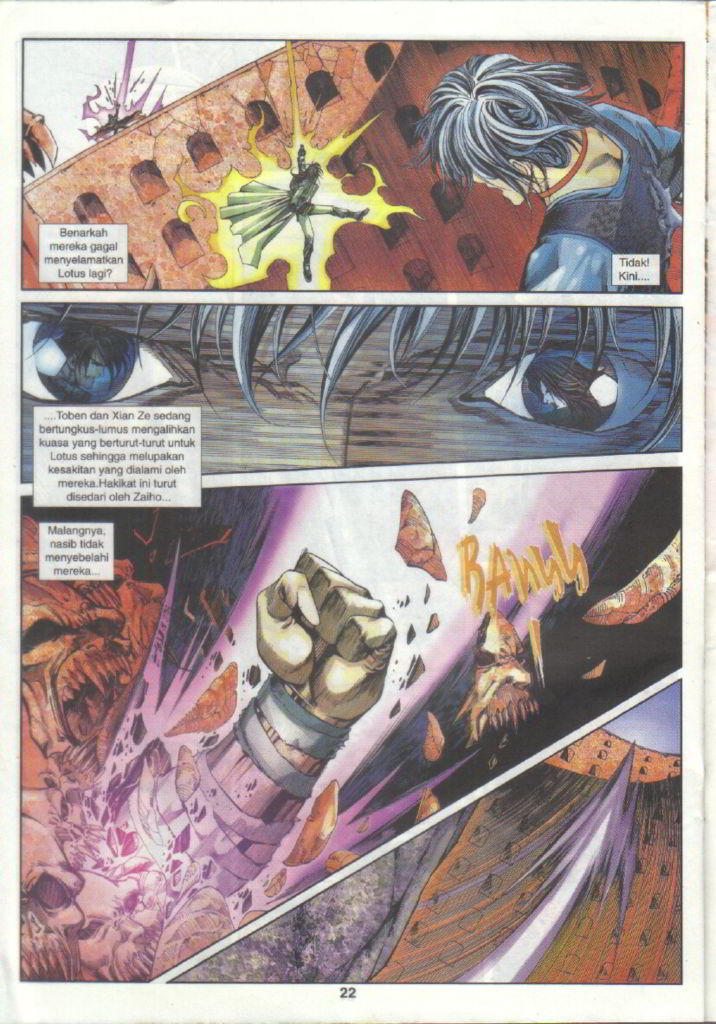 Benarkah
mereka gagal
menyelamatkan
Lotus lagi?
Tidak!
Kini....
....Toben dan Xian Ze sedang
bertungkus-lumus mengalihkan
kuasa yang berturut-turut untuk
Lotus sehingga melupakan
kesakitan yang dialami oleh
mereka.Hakikat ini turut
disedari oleh Zaiho...
Malangnya,
nasib tidak
menyebelahi
mereka...
22